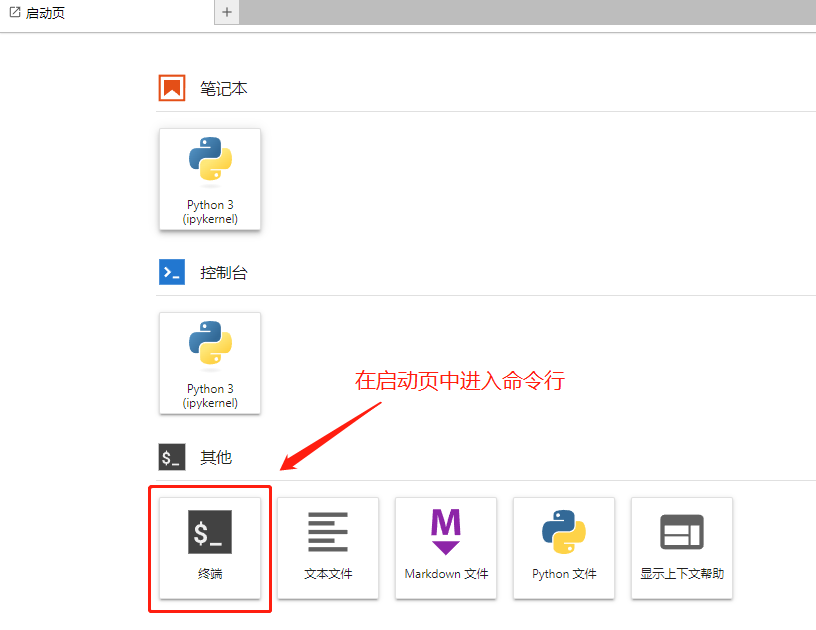 启动页
笔记本
Python 3
(ipykernel)
控制台
Python 3
(ipykernel)
在启动页中进入命令行
$_ 其他
$_
终端
文本文件
M
Markdown 文件
Python 文件
显示上下文帮助